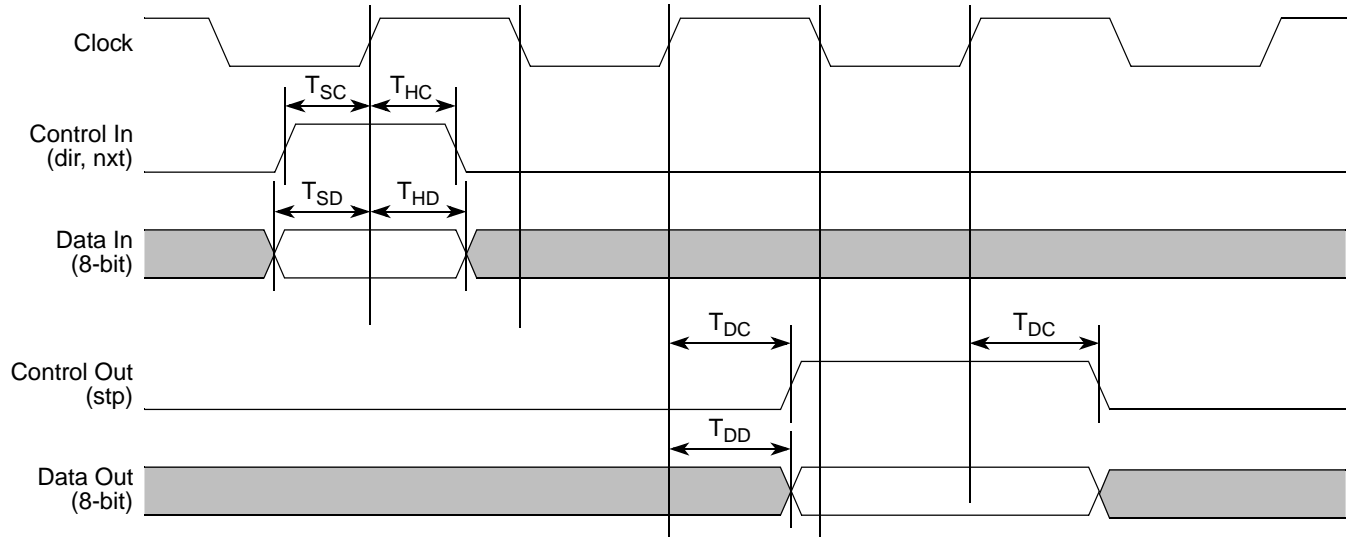 Clock
T_SC T_HC
Control In
(dir, nxt)
T_SD T_HD
Data In
(8-bit)
T_DC T_DC
Control Out
(stp)
T_DD
Data Out
(8-bit)